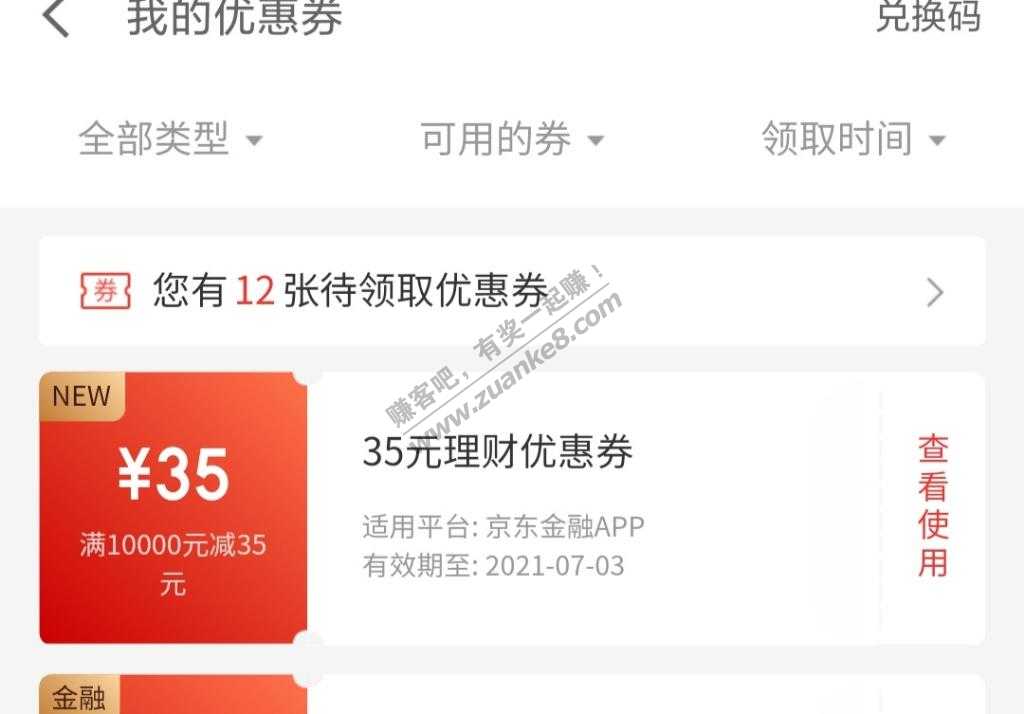 我的优惠券
兑换码
全部类型
可用的券
领取时间
券
您有12张待领取优惠券
赚客吧，有奖一起赚！
www.zuanke8.com
NEW
¥35
满10000元减35
元
35元理财优惠券
适用平台: 京东金融APP
有效期至: 2021-07-03
查看使用
金融